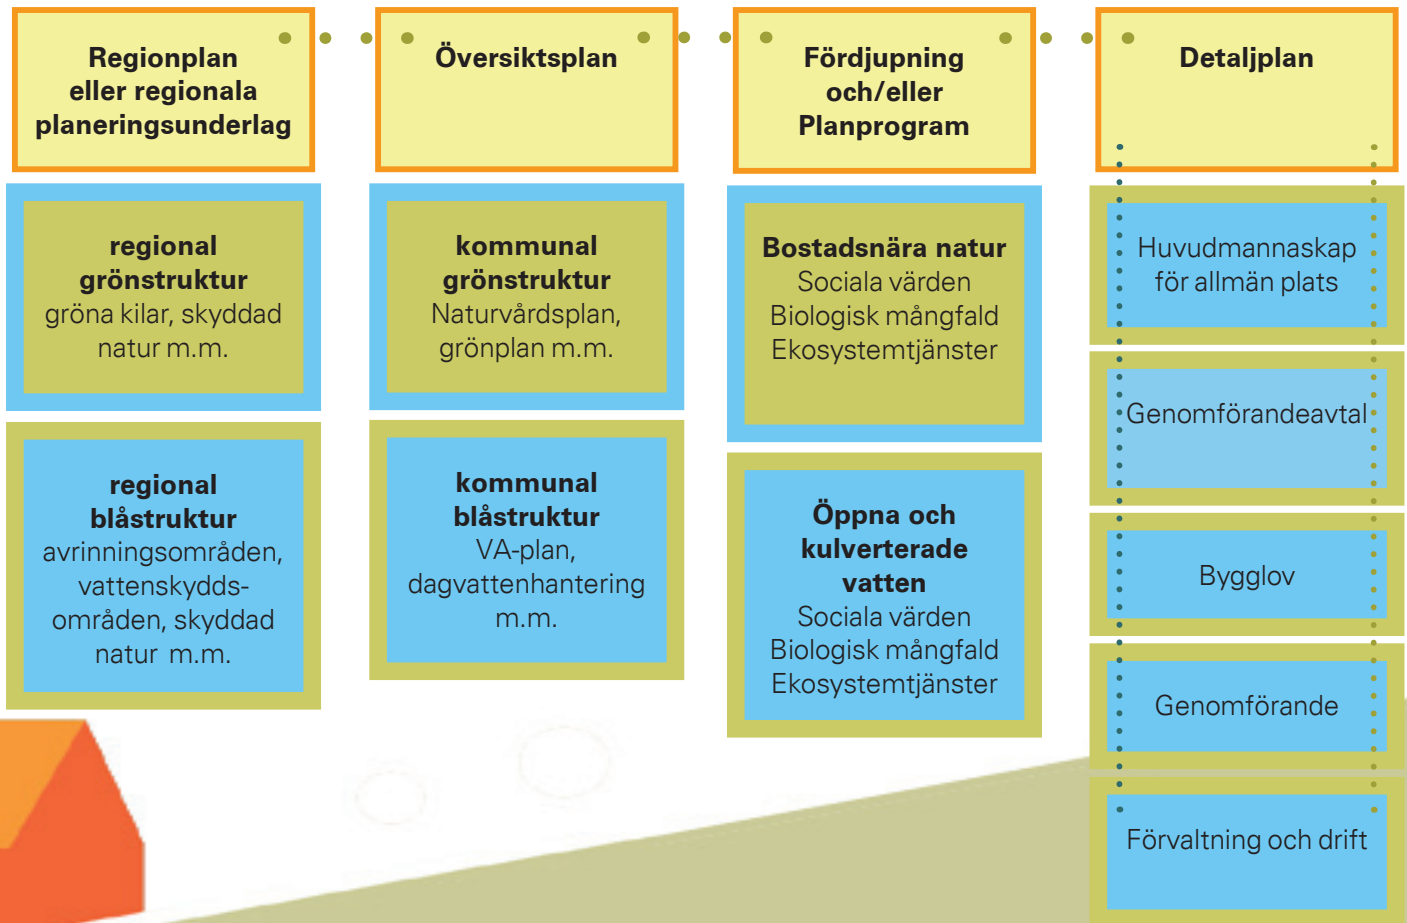 Regionplan
eller regionala
planeringsunderlag
regional
grönstruktur
gröna kilar, skyddad
natur m.m.
regional
blåstruktur
avrinningsområden,
vattenskydds-
områden, skyddad
natur m.m.
Översiktsplan
kommunal
grönstruktur
Naturvårdsplan,
grönplan m.m.
kommunal
blåstruktur
VA-plan,
dagvattenhantering
m.m.
Fördjupning
och/eller
Planprogram
Bostadsnära natur
Sociala värden
Biologisk mångfald
Ekosystemtjänster
Öppna och
kulverterade
vatten
Sociala värden
Biologisk mångfald
Ekosystemtjänster
Detaljplan
Huvudmannaskap
för allmän plats
Genomförandeavtal
Bygglov
Genomförande
Förvaltning och drift